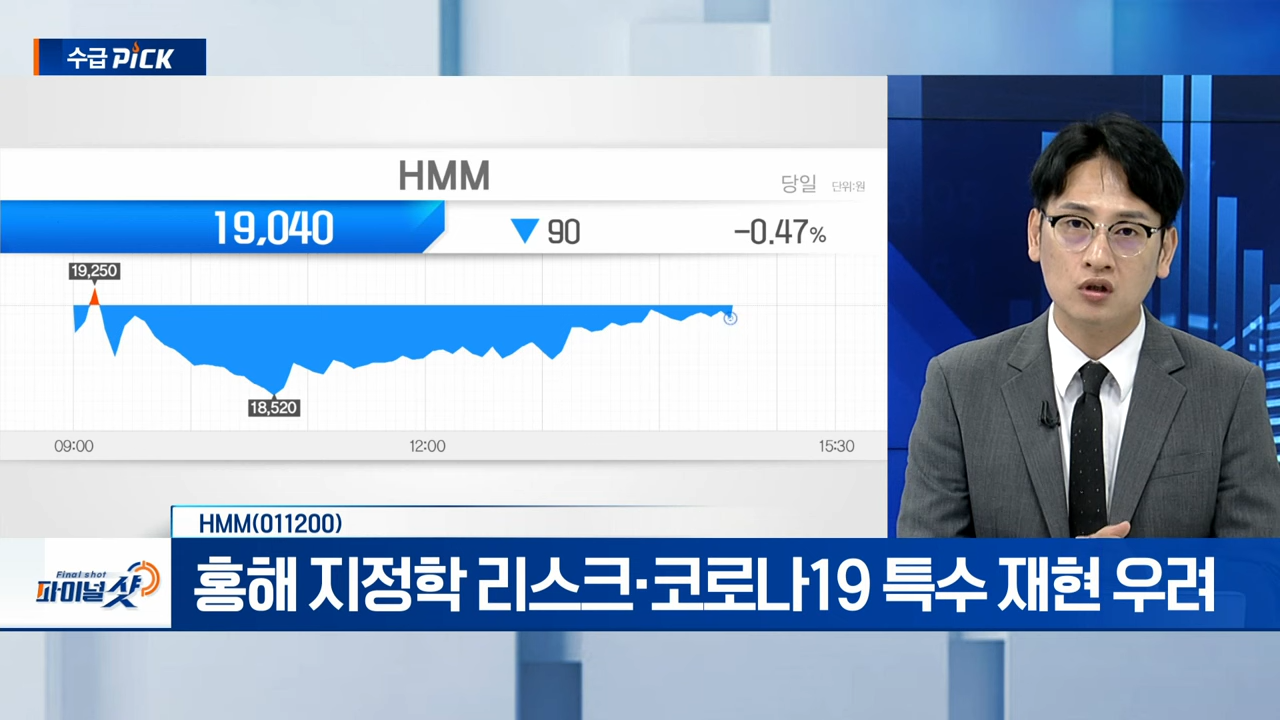 수급 PiCK
HMM
당일 단위:원
19,040 ▼ 90 -0.47%
19,250
18,520
09:00 12:00 15:30
HMM(011200)
Final shot
파이널샷
홍해 지정학 리스크·코로나19 특수 재현 우려